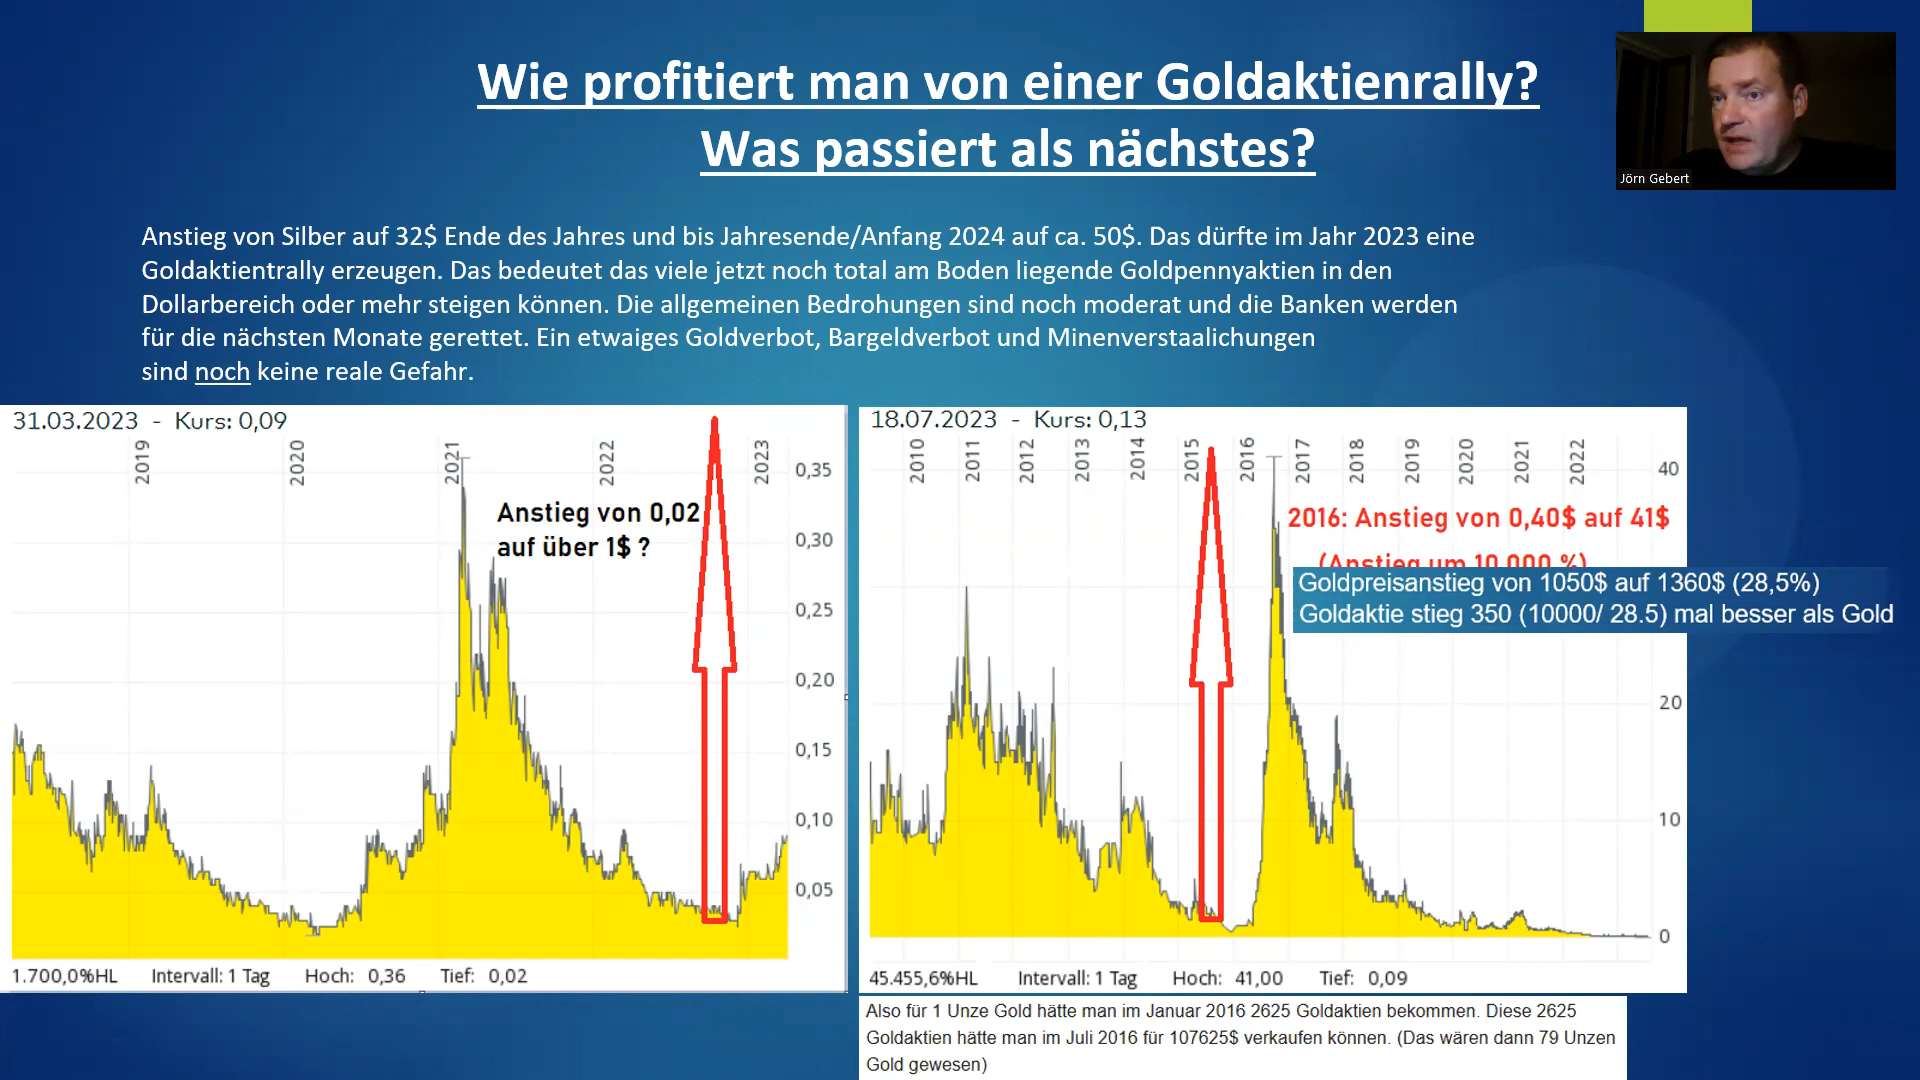 Wie profitiert man von einer Goldaktienrally?
Was passiert als nächstes?
Jörn Gebert
Anstieg von Silber auf 32$ Ende des Jahres und bis Jahresende/Anfang 2024 auf ca. 50$. Das dürfte im Jahr 2023 eine
Goldaktientrally erzeugen. Das bedeutet das viele jetzt noch total am Boden liegende Goldpennyaktien in den
Dollarbereich oder mehr steigen können. Die allgemeinen Bedrohungen sind noch moderat und die Banken werden
für die nächsten Monate gerettet. Ein etwaiges Goldverbot, Bargeldverbot und Minenverstaalichungen
sind noch keine reale Gefahr.
31.03.2023 - Kurs: 0,09
2019 2020 2021 2022 2023
0,35
0,30
0,25
0,20
0,15
0,10
0,05
Anstieg von 0,02
auf über 1$ ?
1.700,0%HL Intervall: 1 Tag Hoch: 0,36 Tief: 0,02
18.07.2023 - Kurs: 0,13
2010 2011 2012 2013 2014 2015 2016 2017 2018 2019 2020 2021 2022
40
20
10
0
2016: Anstieg von 0,40$ auf 41$
(Anstieg um 10.000 %)
Goldpreisanstieg von 1050$ auf 1360$ (28,5%)
Goldaktie stieg 350 (10000/ 28.5) mal besser als Gold
45.455,6%HL Intervall: 1 Tag Hoch: 41,00 Tief: 0,09
Also für 1 Unze Gold hätte man im Januar 2016 2625 Goldaktien bekommen. Diese 2625
Goldaktien hätte man im Juli 2016 für 107625$ verkaufen können. (Das wären dann 79 Unzen
Gold gewesen)